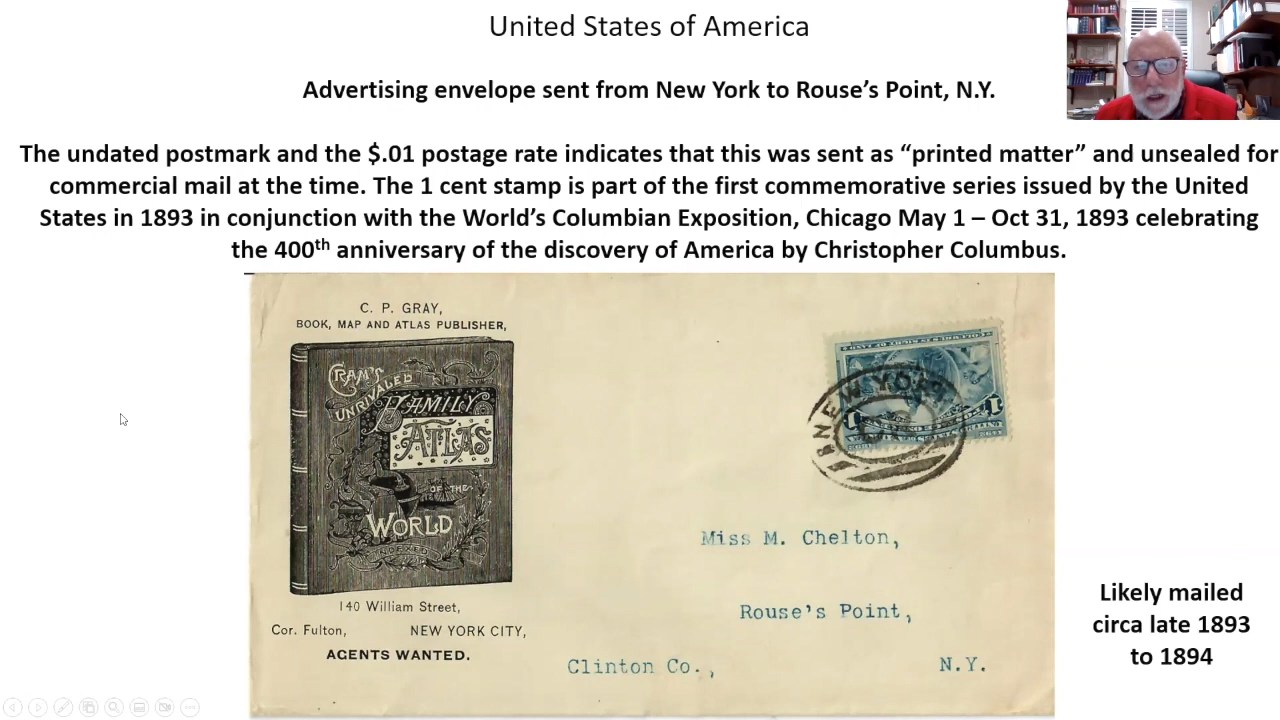 United States of America
Advertising envelope sent from New York to Rouse’s Point, N.Y.
The undated postmark and the $.01 postage rate indicates that this was sent as “printed matter” and unsealed for
commercial mail at the time. The 1 cent stamp is part of the first commemorative series issued by the United
States in 1893 in conjunction with the World’s Columbian Exposition, Chicago May 1 – Oct 31, 1893 celebrating
the 400th anniversary of the discovery of America by Christopher Columbus.
C. P. GRAY,
BOOK, MAP AND ATLAS PUBLISHER,
CRAM'S
UNRIVALED
FAMILY
ATLAS
OF THE
WORLD
INDEXED
140 William Street,
Cor. Fulton, NEW YORK CITY,
AGENTS WANTED.
NEW YORK
1 1
Miss M. Chelton,
Rouse's Point,
Clinton Co., N.Y.
Likely mailed
circa late 1893
to 1894